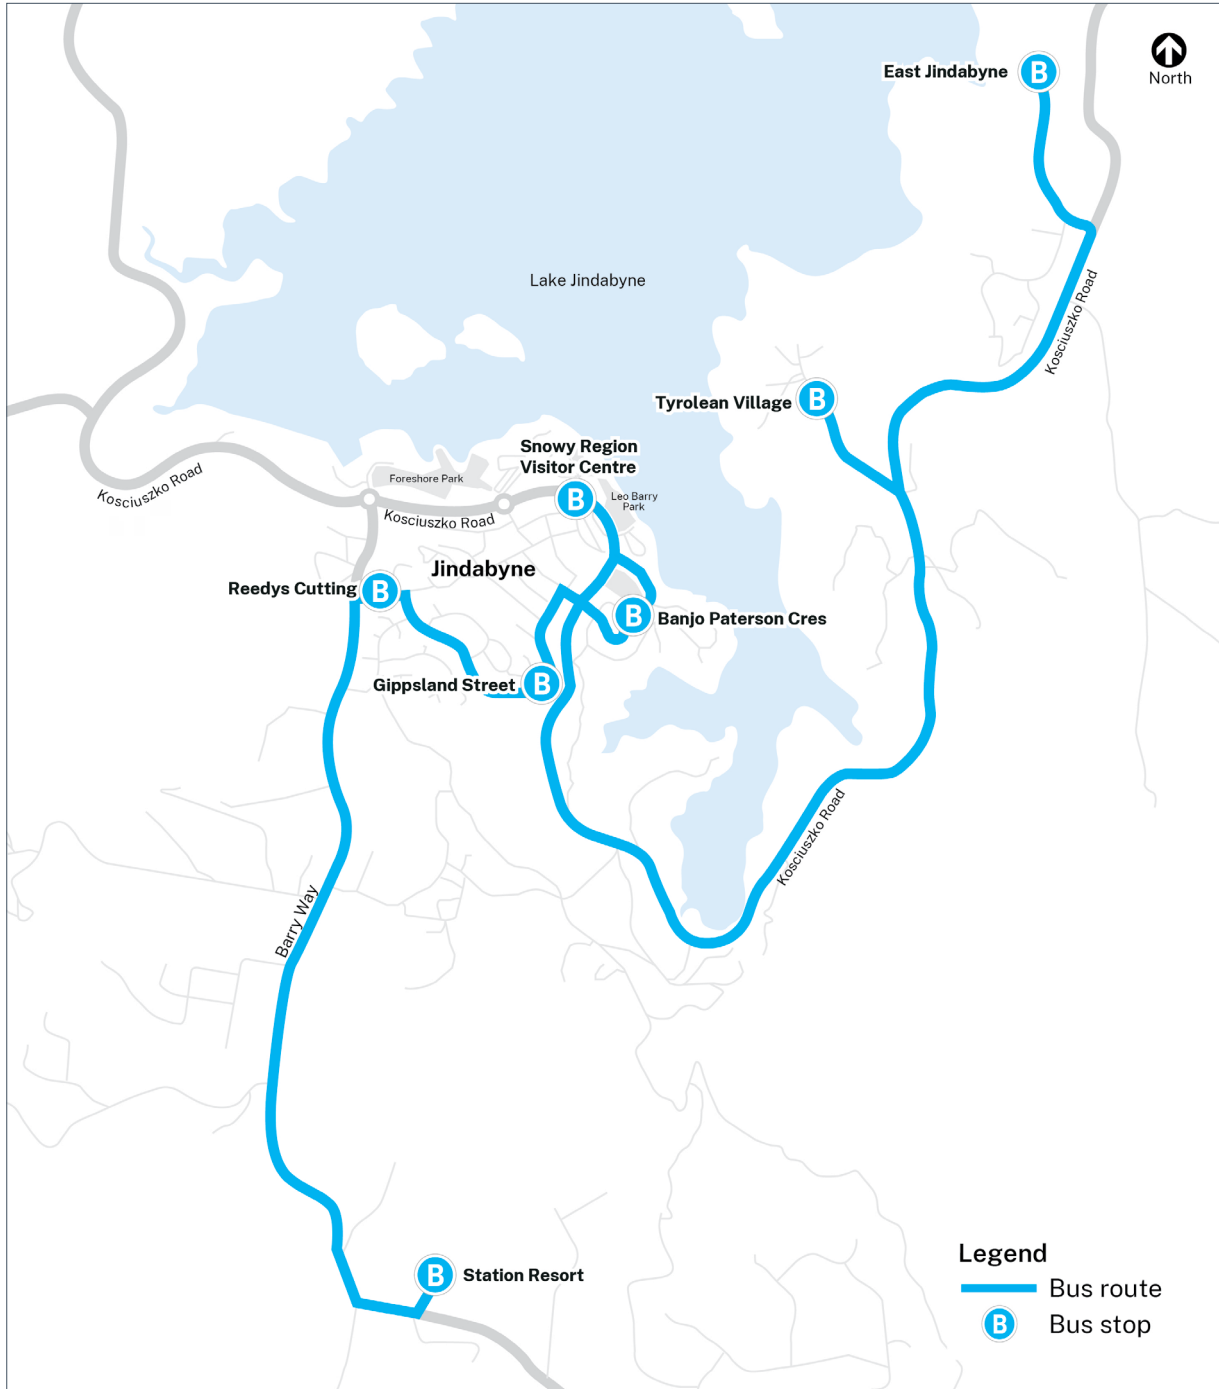 East Jindabyne
B
North
Lake Jindabyne
Kosciuszko Road
Tyrolean Village
B
Snowy Region
Visitor Centre
B
Foreshore Park
Leo Barry
Park
Kosciuszko Road
Kosciuszko Road
Jindabyne
Reedys Cutting
B
B
Banjo Paterson Cres
Gippsland Street
B
Kosciuszko Road
Barry Way
B
Station Resort
Legend
Bus route
B
Bus stop